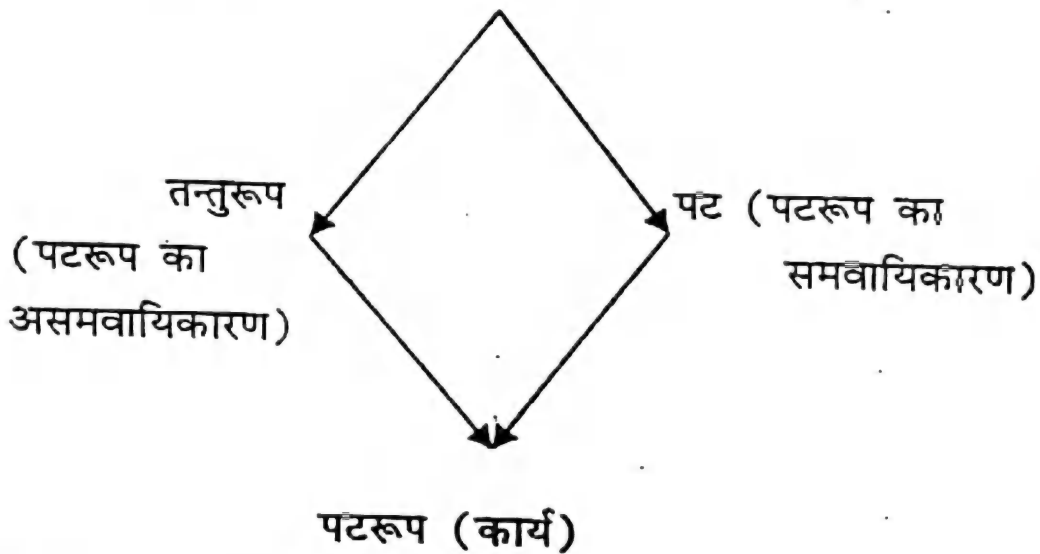 तन्तुरूप
(पटरूप का
असमवायिकारण)
पट (पटरूप का
समवायिकारण)
पटरूप (कार्य)